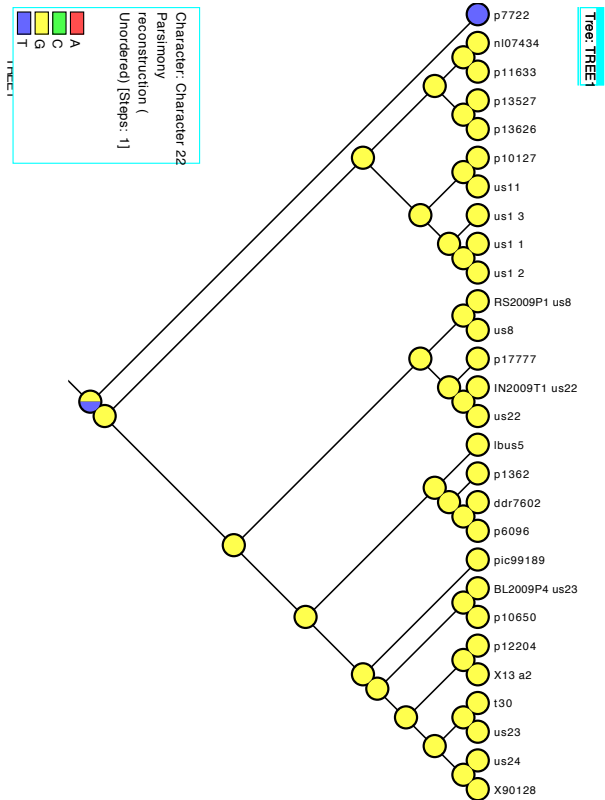 Tree: TREE1
p7722
nl07434
p11633
p13527
p13626
p10127
us11
us1 3
us1 1
us1 2
RS2009P1 us8
us8
p17777
IN2009T1 us22
us22
lbus5
p1362
ddr7602
p6096
pic99189
BL2009P4 us23
p10650
p12204
X13 a2
t30
us23
us24
X90128
Character: Character 22
Parsimony
reconstruction (
Unordered) [Steps: 1]
A
C
G
T